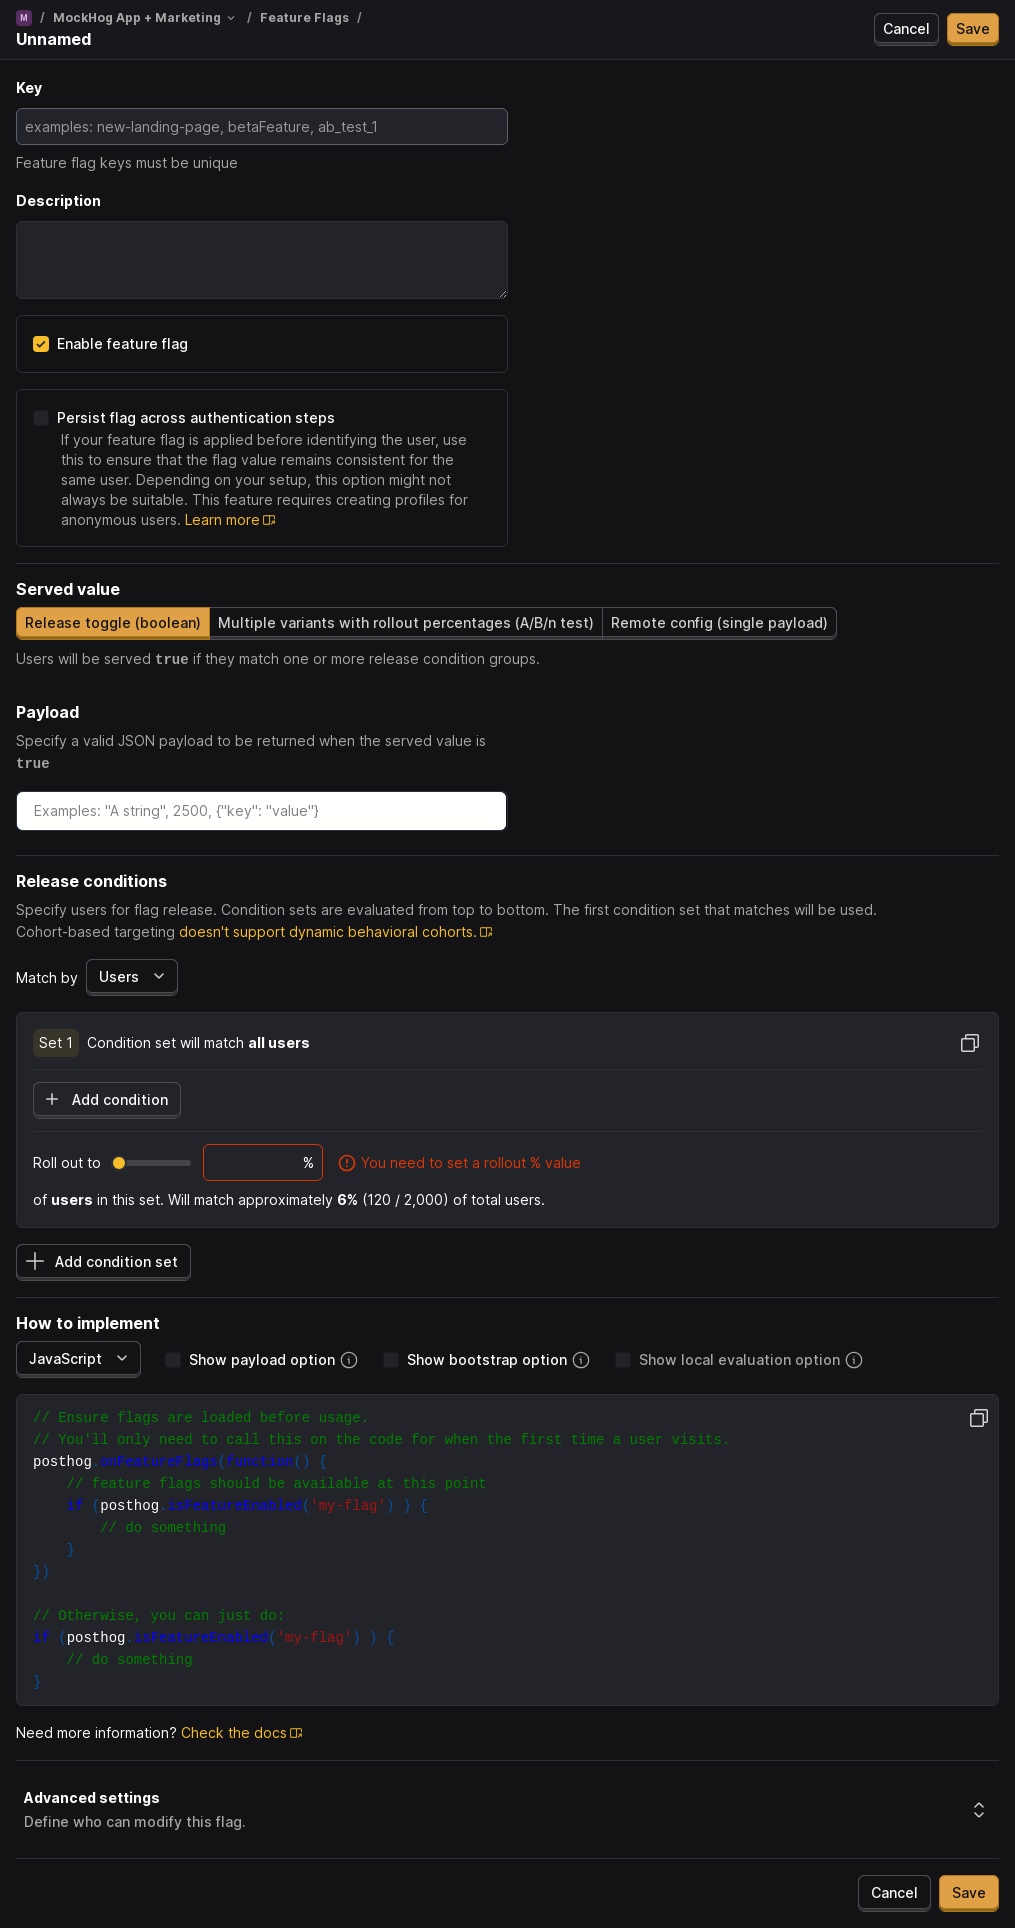 M / MockHog App + Marketing / Feature Flags /
Unnamed
Cancel Save
Key
examples: new-landing-page, betaFeature, ab_test_1
Feature flag keys must be unique
Description
Enable feature flag
Persist flag across authentication steps
If your feature flag is applied before identifying the user, use
this to ensure that the flag value remains consistent for the
same user. Depending on your setup, this option might not
always be suitable. This feature requires creating profiles for
anonymous users. Learn more
Served value
Release toggle (boolean) Multiple variants with rollout percentages (A/B/n test) Remote config (single payload)
Users will be served true if they match one or more release condition groups.
Payload
Specify a valid JSON payload to be returned when the served value is
true
Examples: "A string", 2500, {"key": "value"}
Release conditions
Specify users for flag release. Condition sets are evaluated from top to bottom. The first condition set that matches will be used.
Cohort-based targeting doesn't support dynamic behavioral cohorts.
Match by Users
Set 1 Condition set will match all users
Add condition
Roll out to % You need to set a rollout % value
of users in this set. Will match approximately 6% (120 / 2,000) of total users.
Add condition set
How to implement
JavaScript Show payload option Show bootstrap option Show local evaluation option
// Ensure flags are loaded before usage.
// You'll only need to call this on the code for when the first time a user visits.
posthog.onFeatureFlags(function() {
    // feature flags should be available at this point
    if (posthog.isFeatureEnabled('my-flag') ) {
        // do something
    }
})
// Otherwise, you can just do:
if (posthog.isFeatureEnabled('my-flag') ) {
    // do something
}
Need more information? Check the docs
Advanced settings
Define who can modify this flag.
Cancel Save